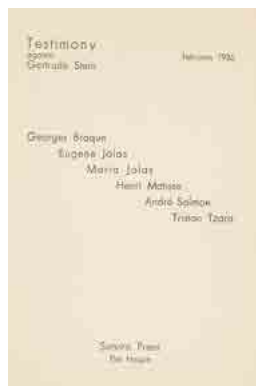 Testimony
against
Gertrude Stein
February 1935
Georges Braque
Eugene Jolas
Maria Jolas
Henri Matisse
André Salmon
Tristan Tzara
Servire Press
The Hague